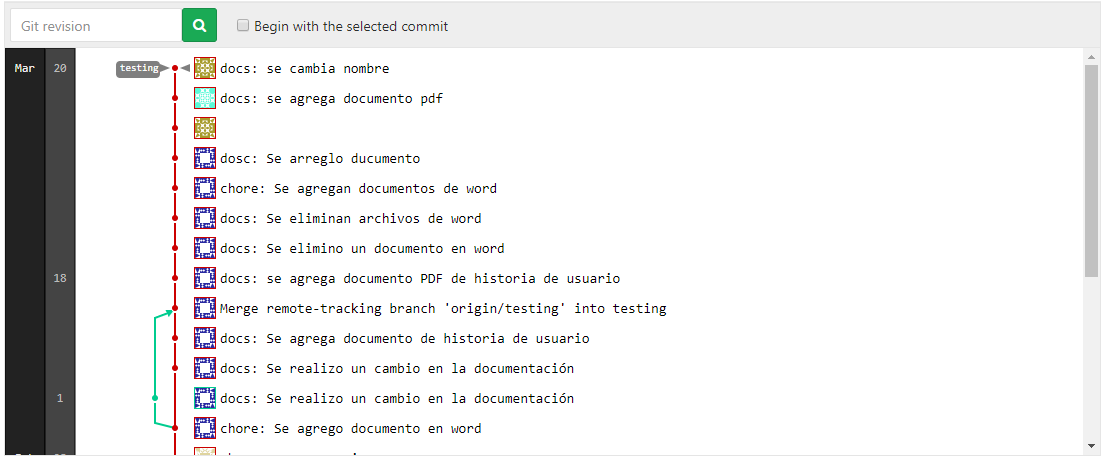 Git revision
Begin with the selected commit
Mar 20 testing docs: se cambia nombre
docs: se agrega documento pdf
dosc: Se arreglo ducumento
chore: Se agregan documentos de word
docs: Se eliminan archivos de word
docs: Se elimino un documento en word
18 docs: se agrega documento PDF de historia de usuario
Merge remote-tracking branch 'origin/testing' into testing
docs: Se agrega documento de historia de usuario
docs: Se realizo un cambio en la documentación
1 docs: Se realizo un cambio en la documentación
chore: Se agrego documento en word